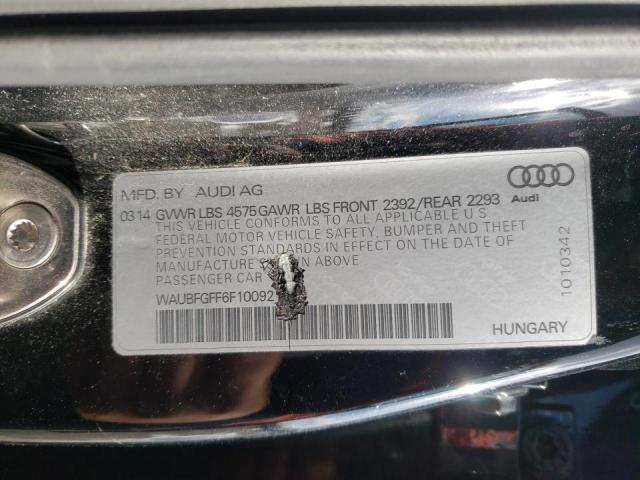 MFD. BY AUDI AG
0314 GVWR LBS 4575 GAWR LBS FRONT 2392/REAR 2293
Audi
THIS VEHICLE CONFORMS TO ALL APPLICABLE U S
FEDERAL MOTOR VEHICLE SAFETY, BUMPER AND THEFT
PREVENTION STANDARDS IN EFFECT ON THE DATE OF
MANUFACTURE ABOVE
PASSENGER CAR
HUNGARY
1010342